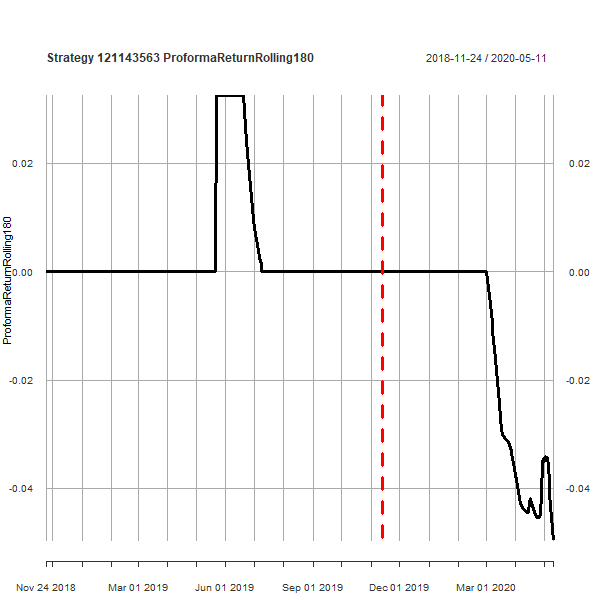 Strategy 121143563 ProformaReturnRolling180
2018-11-24 / 2020-05-11
ProformaReturnRolling180
0.02
0.00
-0.02
-0.04
0.02
0.00
-0.02
-0.04
Nov 24 2018 Mar 01 2019 Jun 01 2019 Sep 01 2019 Dec 01 2019 Mar 01 2020